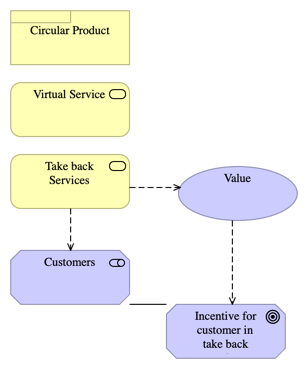 Circular Product
Virtual Service
Take back
Services
Value
Customers
Incentive for
customer in
take back